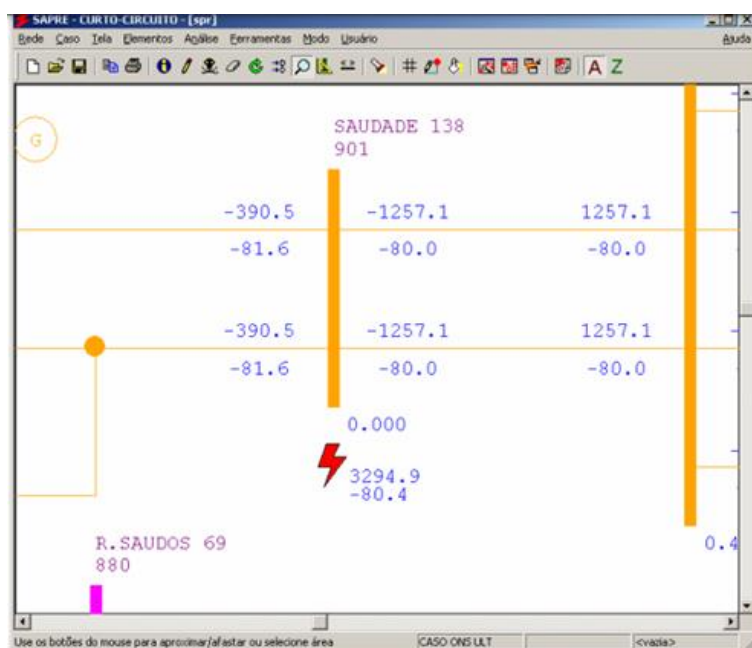 SAPRE - CURTO-CIRCUITO - [spr]
Rede Caso Tela Elementos Análise Ferramentas Modo Usuário Ajuda
A Z
G
SAUDADE 138
901
-390.5 -1257.1 1257.1
-81.6 -80.0 -80.0
-390.5 -1257.1 1257.1
-81.6 -80.0 -80.0
0.000
3294.9
-80.4
R.SAUDOS 69
880
0.4
Use os botões do mouse para aproximar/afastar ou selecione área CASO ONS ULT <vazia>